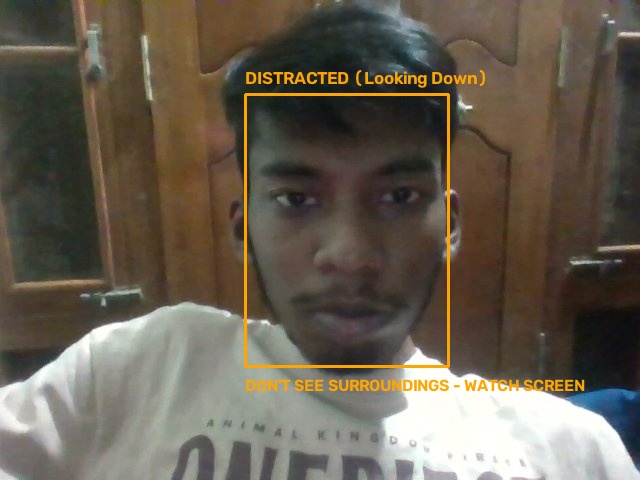 DISTRACTED (Looking Down)
DON'T SEE SURROUNDINGS - WATCH SCREEN
ANIMAL KINGDOM